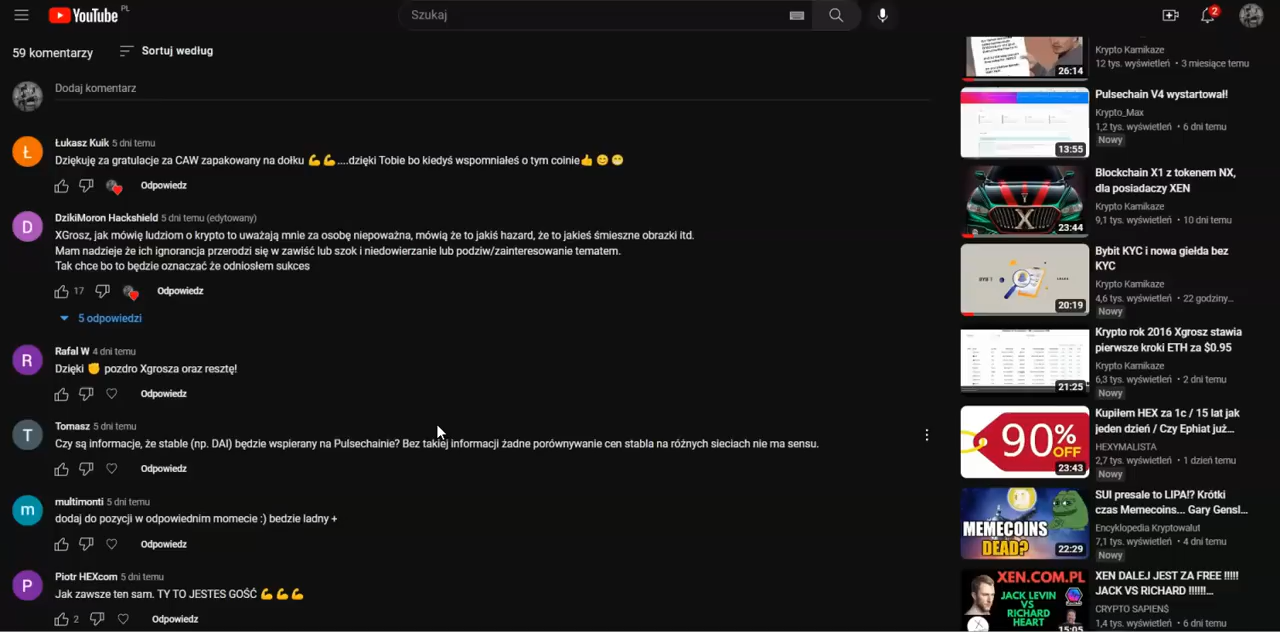 YouTube PL
Szukaj
2
59 komentarzy
Sortuj według
Dodaj komentarz
Ł
Łukasz Kuik 5 dni temu
Dziękuję za gratulacje za CAW zapakowany na dołku 💪💪....dzięki Tobie bo kiedyś wspomniałeś o tym coinie👍😊😁
Odpowiedz
D
DzikiMoron Hackshield 5 dni temu (edytowany)
XGrosz, jak mówię ludziom o krypto to uważają mnie za osobę niepoważna, mówią że to jakiś hazard, że to jakieś śmieszne obrazki itd.
Mam nadzieje że ich ignorancja przerodzi się w zawiść lub szok i niedowierzanie lub podziw/zainteresowanie tematem.
Tak chce bo to będzie oznaczać że odniosłem sukces
17 Odpowiedz
5 odpowiedzi
R
Rafal W 4 dni temu
Dzięki ✊ pozdro Xgrosza oraz resztę!
Odpowiedz
T
Tomasz 5 dni temu
Czy są informacje, że stable (np. DAI) będzie wspierany na Pulsechainie? Bez takiej informacji żadne porównywanie cen stabla na różnych sieciach nie ma sensu.
Odpowiedz
m
multimonti 5 dni temu
dodaj do pozycji w odpowiednim momecie :) bedzie ladny +
Odpowiedz
P
Piotr HEXcom 5 dni temu
Jak zawsze ten sam. TY TO JESTES GOŚĆ 💪💪💪
2 Odpowiedz
26:14
Krypto Kamikaze
12 tys. wyświetleń • 3 miesiące temu
13:55
Pulsechain V4 wystartował!
Krypto_Max
1,2 tys. wyświetleń • 6 dni temu
Nowy
X
23:44
Blockchain X1 z tokenem NX,
dla posiadaczy XEN
Krypto Kamikaze
9,1 tys. wyświetleń • 10 dni temu
20:19
Bybit KYC i nowa giełda bez
KYC
Krypto Kamikaze
4,6 tys. wyświetleń • 22 godziny...
Nowy
21:25
Krypto rok 2016 Xgrosz stawia
pierwsze kroki ETH za $0.95
Krypto Kamikaze
6,3 tys. wyświetleń • 2 dni temu
Nowy
90%
OFF
23:43
Kupiłem HEX za 1c / 15 lat jak
jeden dzień / Czy Ephiat już...
HEXYMALISTA
2,7 tys. wyświetleń • 1 dzień temu
Nowy
MEMECOINS
DEAD?
22:29
SUI presale to LIPA!? Krótki
czas Memecoins... Gary Gensl...
Encyklopedia Kryptowalut
7,1 tys. wyświetleń • 4 dni temu
Nowy
XEN.COM.PL
JACK LEVIN
VS
RICHARD
HEART
15:05
XEN DALEJ JEST ZA FREE !!!!!
JACK VS RICHARD !!!!!!...
CRYPTO SAPIEN$
1,4 tys. wyświetleń • 6 dni temu